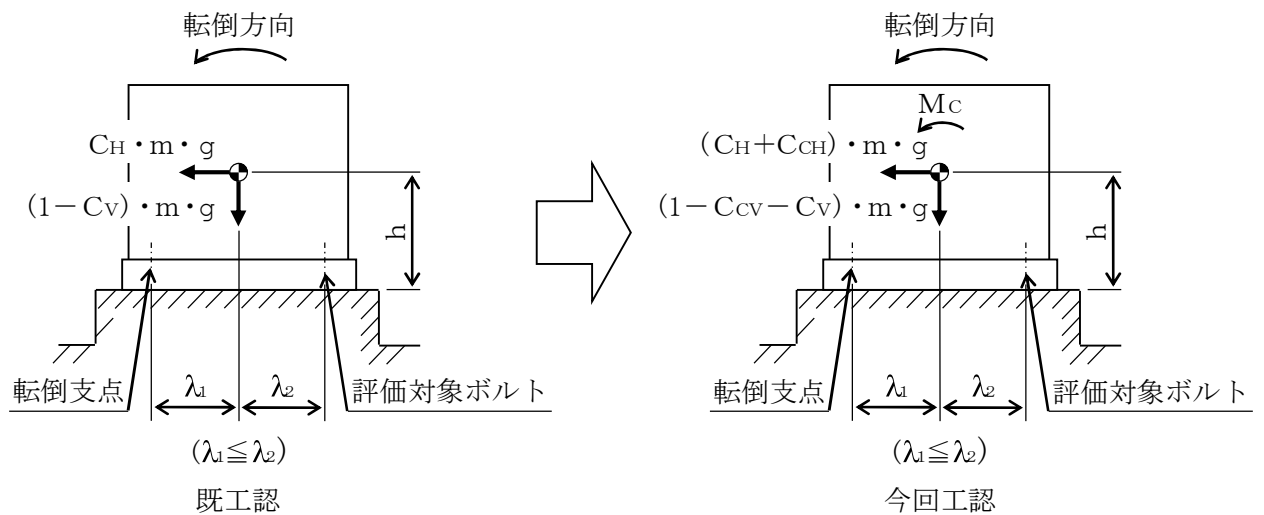 転倒方向
CH・m・g
(1－CV)・m・g
h
転倒支点
λ1
λ2
評価対象ボルト
(λ1≦λ2)
既工認
転倒方向
MC
(CH＋CCH)・m・g
(1－CCV－CV)・m・g
h
転倒支点
λ1
λ2
評価対象ボルト
(λ1≦λ2)
今回工認